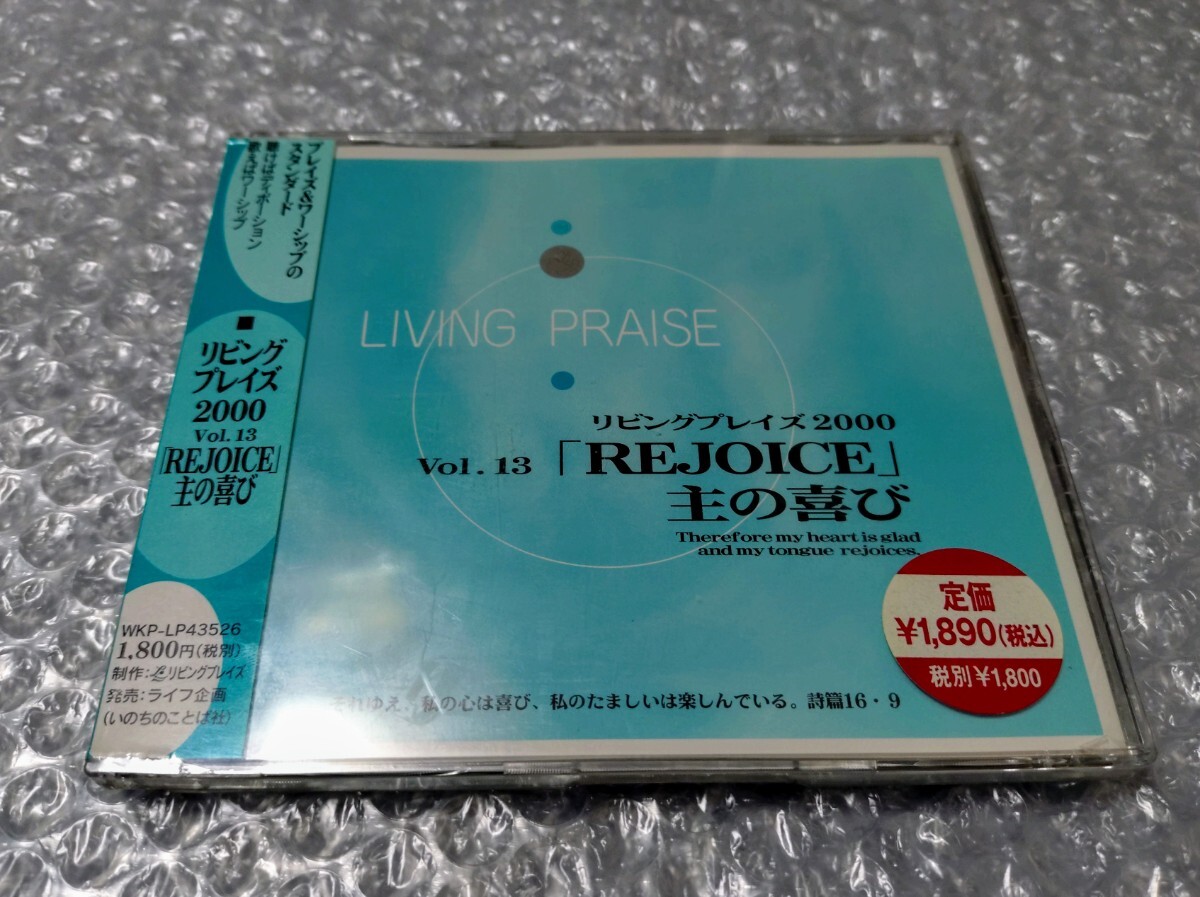 プレイズ&ワーシップの
スタンダード
聴けばディボーション
歌えばワーシップ
■
リビング
プレイズ
2000
Vol. 13
「REJOICE」
主の喜び
WKP-LP43526
1,800円(税別)
制作:リビングプレイズ
発売:ライフ企画
(いのちのことば社)
LIVING PRAISE
リビングプレイズ2000
Vol. 13 「REJOICE」
主の喜び
Therefore my heart is glad
and my tongue rejoices.
それゆえ、私の心は喜び、私のたましいは楽しんでいる。詩篇16・9
定価
¥1,890(税込)
税別¥1,800